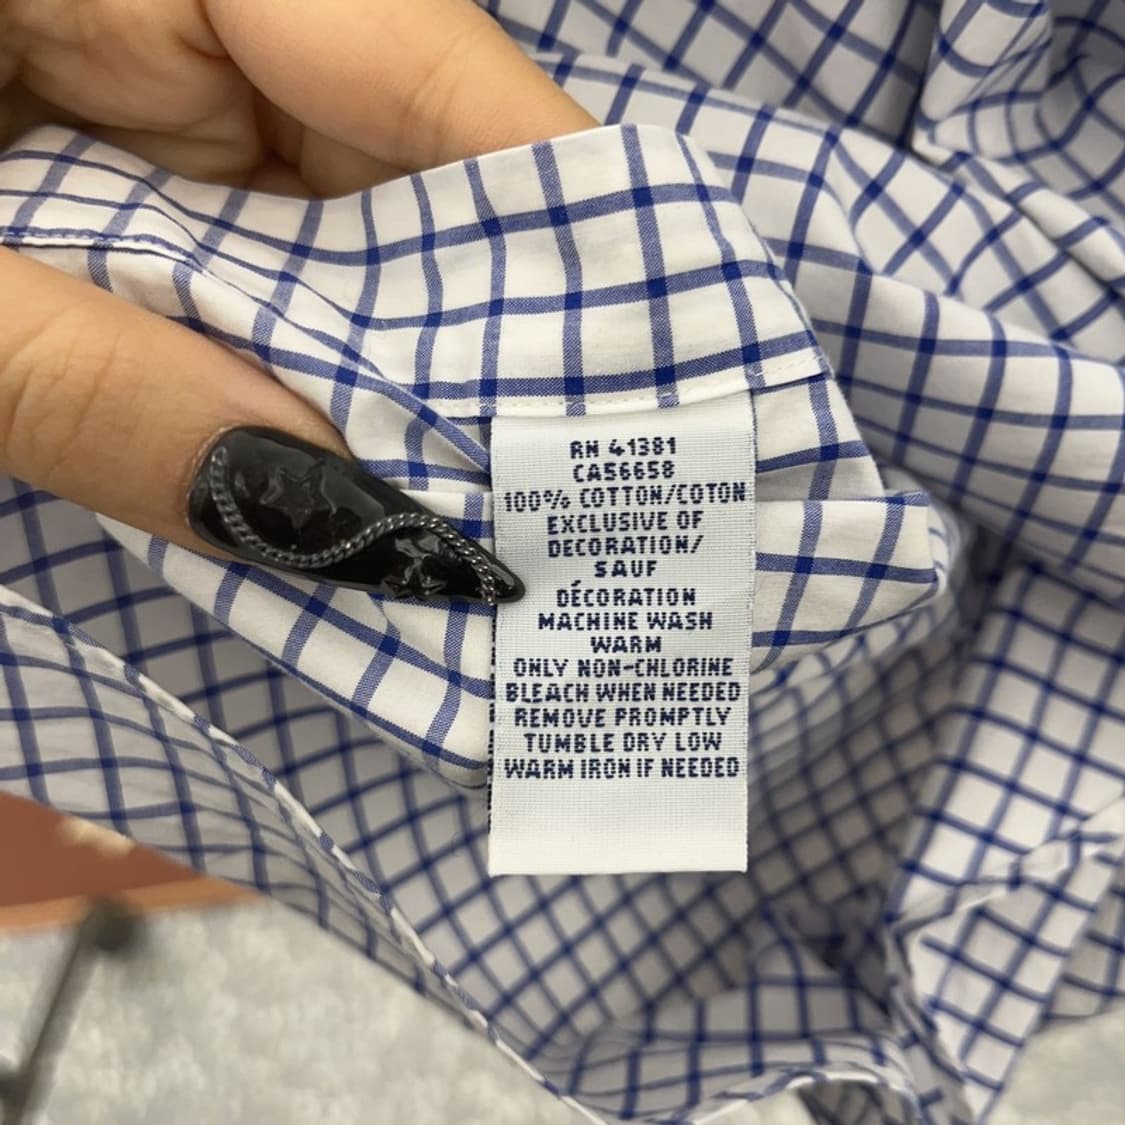 RN 41381
CA56658
100% COTTON/COTON
EXCLUSIVE OF
DECORATION/
SAUF
DÉCORATION
MACHINE WASH
WARM
ONLY NON-CHLORINE
BLEACH WHEN NEEDED
REMOVE PROMPTLY
TUMBLE DRY LOW
WARM IRON IF NEEDED